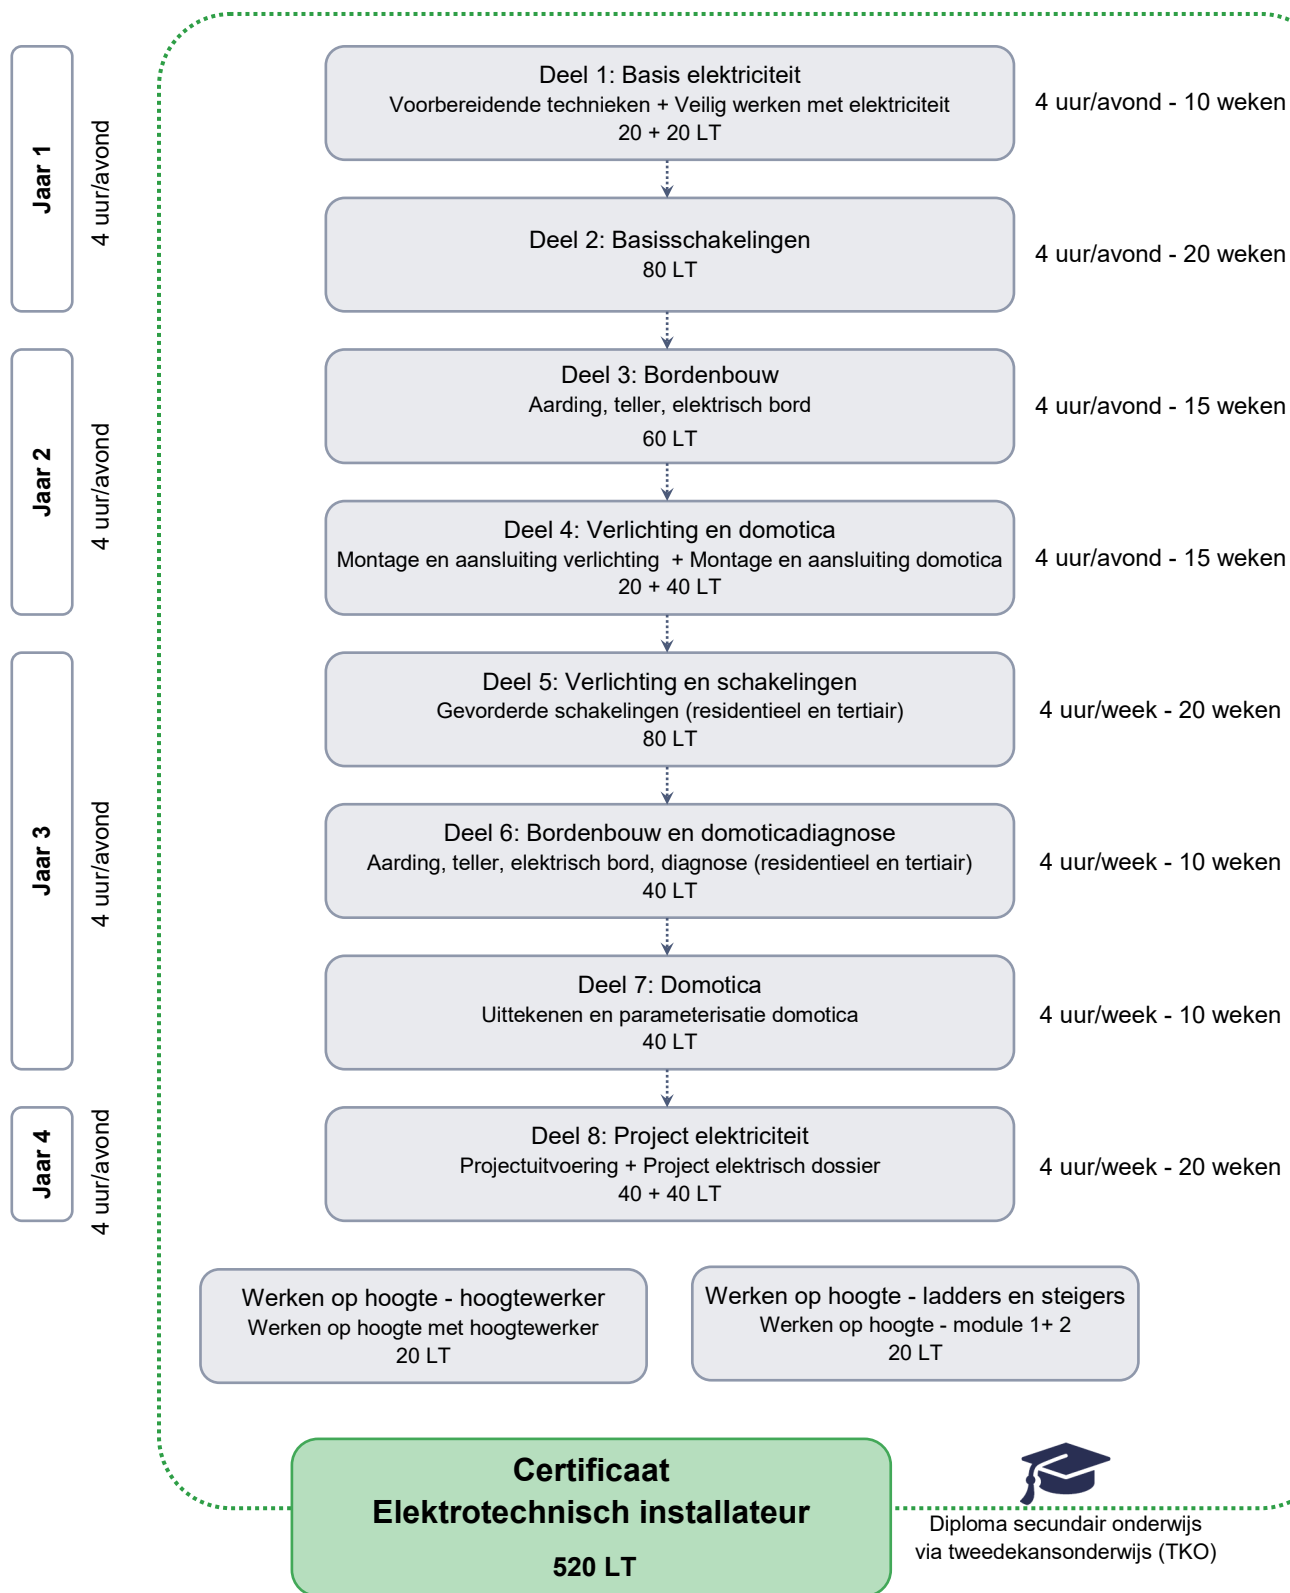 Jaar 1
4 uur/avond
Deel 1: Basis elektriciteit
Voorbereidende technieken + Veilig werken met elektriciteit
20 + 20 LT
4 uur/avond - 10 weken
Deel 2: Basisschakelingen
80 LT
4 uur/avond - 20 weken
Jaar 2
4 uur/avond
Deel 3: Bordenbouw
Aarding, teller, elektrisch bord
60 LT
4 uur/avond - 15 weken
Deel 4: Verlichting en domotica
Montage en aansluiting verlichting  + Montage en aansluiting domotica
20 + 40 LT
4 uur/avond - 15 weken
Jaar 3
4 uur/avond
Deel 5: Verlichting en schakelingen
Gevorderde schakelingen (residentieel en tertiair)
80 LT
4 uur/week - 20 weken
Deel 6: Bordenbouw en domoticadiagnose
Aarding, teller, elektrisch bord, diagnose (residentieel en tertiair)
40 LT
4 uur/week - 10 weken
Deel 7: Domotica
Uittekenen en parameterisatie domotica
40 LT
4 uur/week - 10 weken
Jaar 4
4 uur/avond
Deel 8: Project elektriciteit
Projectuitvoering + Project elektrisch dossier
40 + 40 LT
4 uur/week - 20 weken
Werken op hoogte - hoogtewerker
Werken op hoogte met hoogtewerker
20 LT
Werken op hoogte - ladders en steigers
Werken op hoogte - module 1+ 2
20 LT
Certificaat
Elektrotechnisch installateur
520 LT
Diploma secundair onderwijs
via tweedekansonderwijs (TKO)